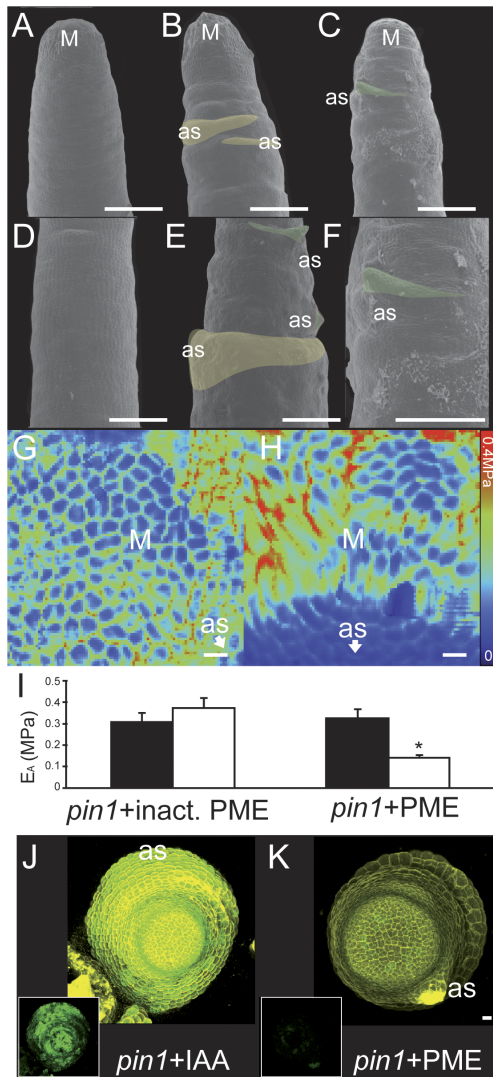 A
M
B
M
as
as
C
M
as
D
E
as
as
as
F
as
G
M
as
H
M
as
0.4MPa
0
I
EA (MPa)
0.5
0.4
0.3
0.2
0.1
0
*
pin1+inact. PME
pin1+PME
J
as
pin1+IAA
K
as
pin1+PME